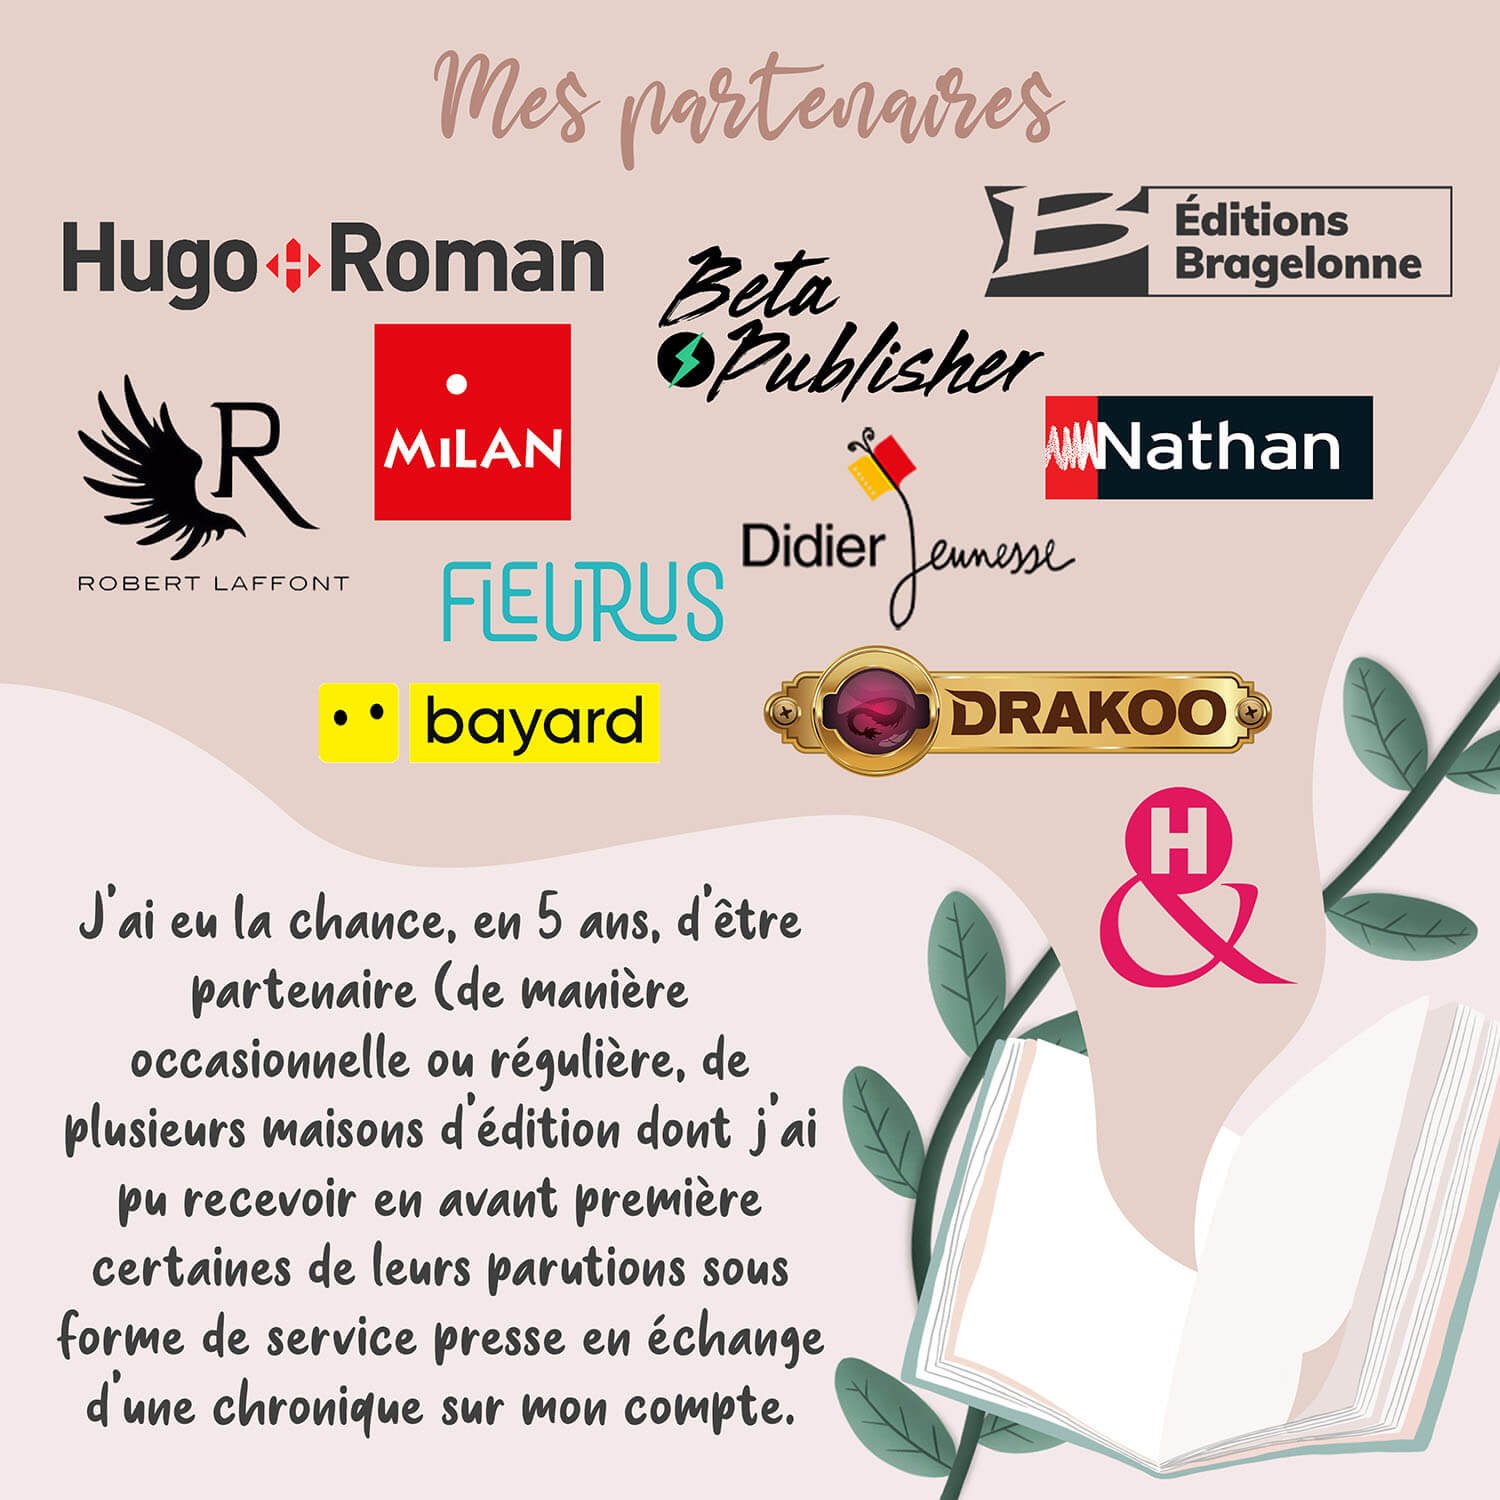 Mes partenaires
Hugo H Roman
Beta
Publisher
B Éditions
Bragelonne
R
ROBERT LAFFONT
MiLAN
Nathan
Didier Jeunesse
FLEURUS
bayard
DRAKOO
H
&
J'ai eu la chance, en 5 ans, d'être
partenaire (de manière
occasionnelle ou régulière, de
plusieurs maisons d'édition dont j'ai
pu recevoir en avant première
certaines de leurs parutions sous
forme de service presse en échange
d'une chronique sur mon compte.